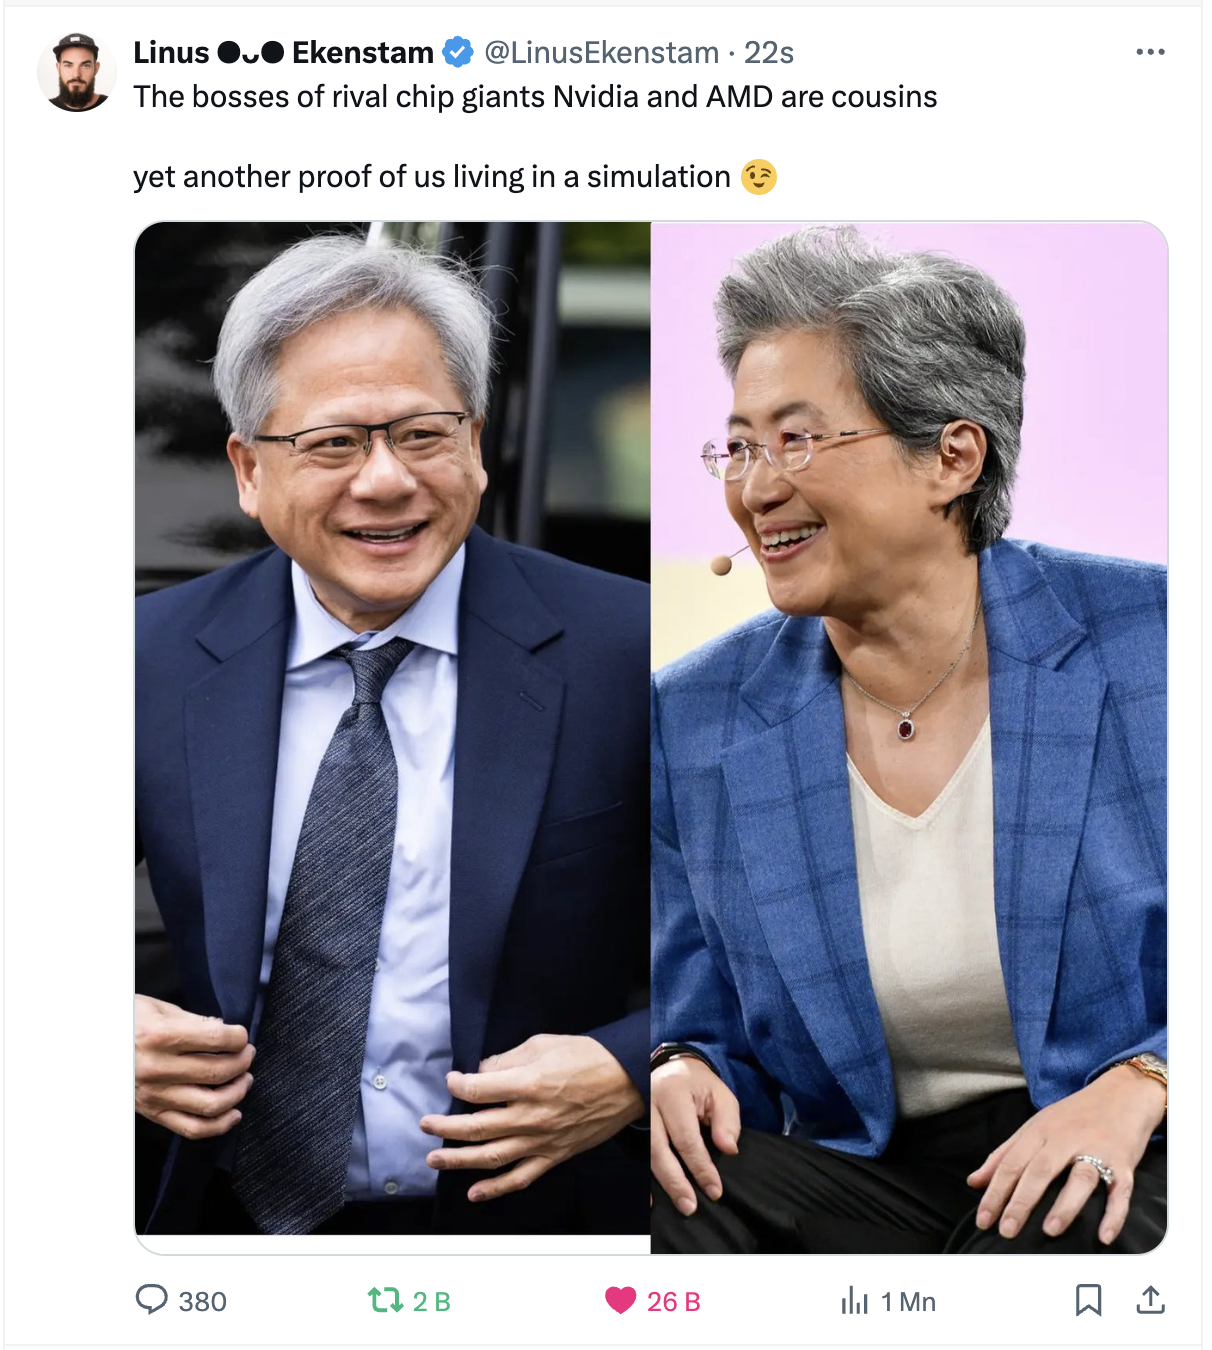 Linus ●ᴗ● Ekenstam @LinusEkenstam · 22s
The bosses of rival chip giants Nvidia and AMD are cousins
yet another proof of us living in a simulation 😉
380 2 B 26 B 1 Mn